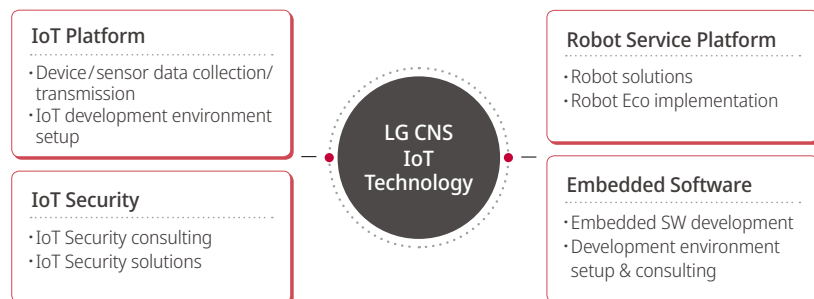 IoT Platform
·Device/sensor data collection/
transmission
·IoT development environment
setup
IoT Security
·IoT Security consulting
·IoT Security solutions
LG CNS
IoT
Technology
Robot Service Platform
·Robot solutions
·Robot Eco implementation
Embedded Software
·Embedded SW development
·Development environment
setup & consulting